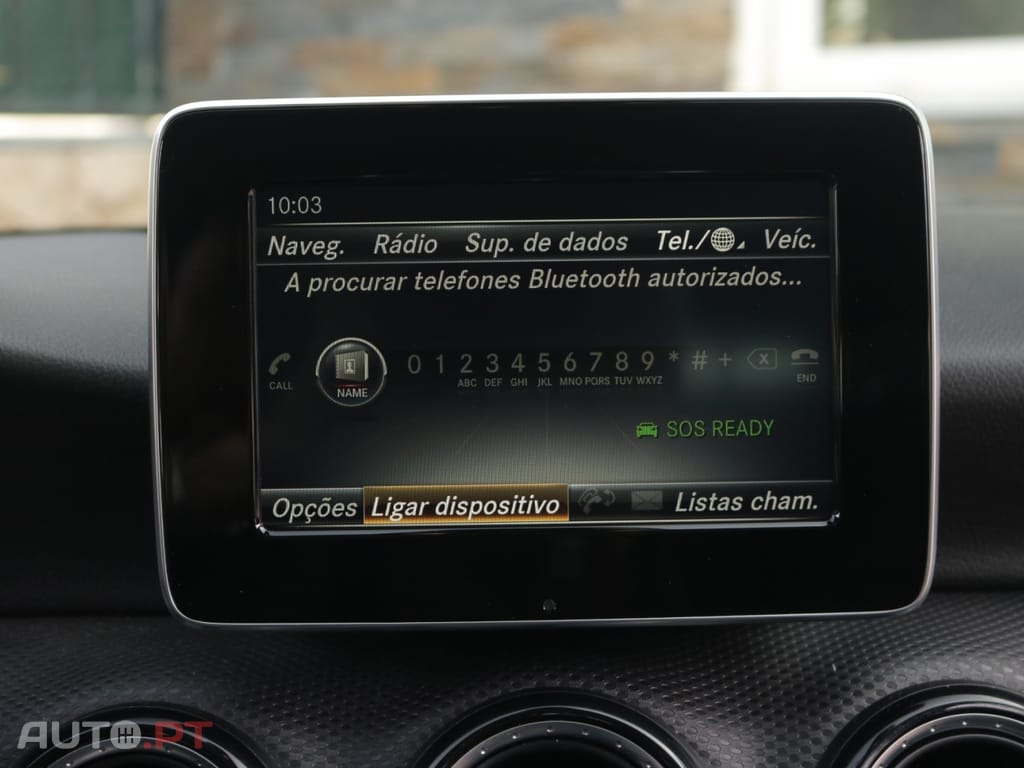 10:03
Naveg. Rádio Sup. de dados Tel./ Veíc.
A procurar telefones Bluetooth autorizados...
0 1 2 3 4 5 6 7 8 9 * # + X
CALL NAME ABC DEF GHI JKL MNO PQRS TUV WXYZ END
SOS READY
Opções Ligar dispositivo Listas cham.
AUTO.PT